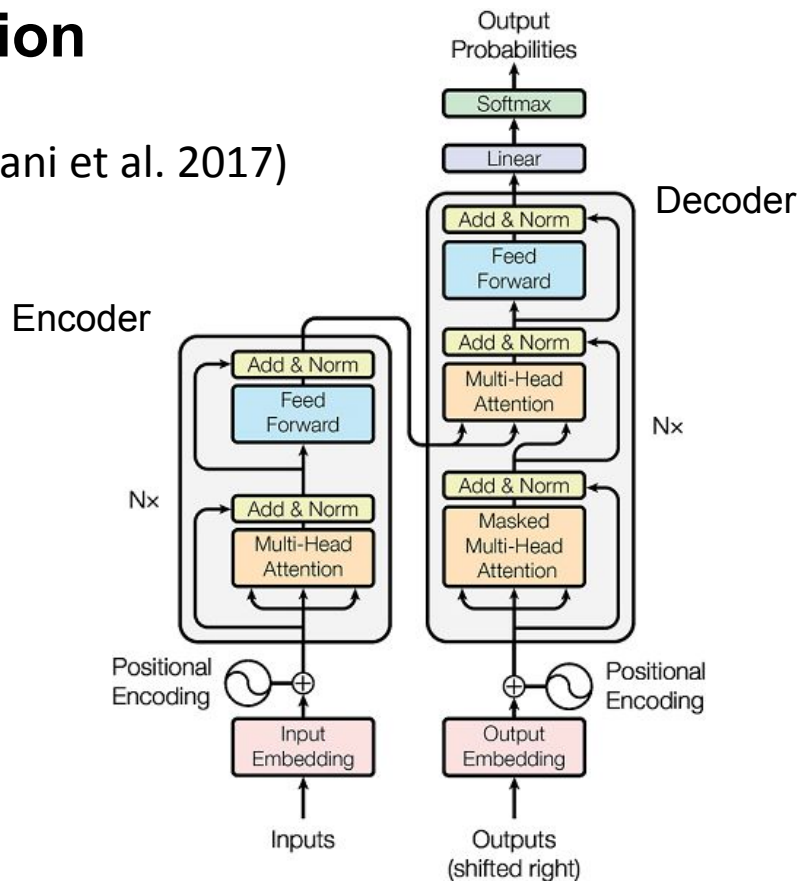 ion
ani et al. 2017)
Output
Probabilities
Softmax
Linear
Decoder
Add & Norm
Feed
Forward
Add & Norm
Multi-Head
Attention
Nx
Add & Norm
Masked
Multi-Head
Attention
Positional
Encoding
Output
Embedding
Outputs
(shifted right)
Encoder
Add & Norm
Feed
Forward
Nx
Add & Norm
Multi-Head
Attention
Positional
Encoding
Input
Embedding
Inputs